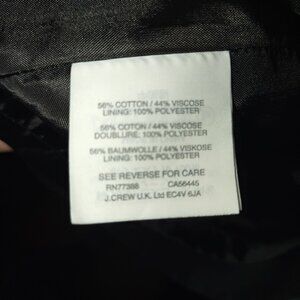 56% COTTON / 44% VISCOSE
LINING: 100% POLYESTER
56% COTON / 44% VISCOSE
DOUBLURE: 100% POLYESTER
56% BAUMWOLLE / 44% VISKOSE
LINING: 100% POLYESTER
SEE REVERSE FOR CARE
RN77388 CA56445
J.CREW U.K. Ltd EC4V 6JA